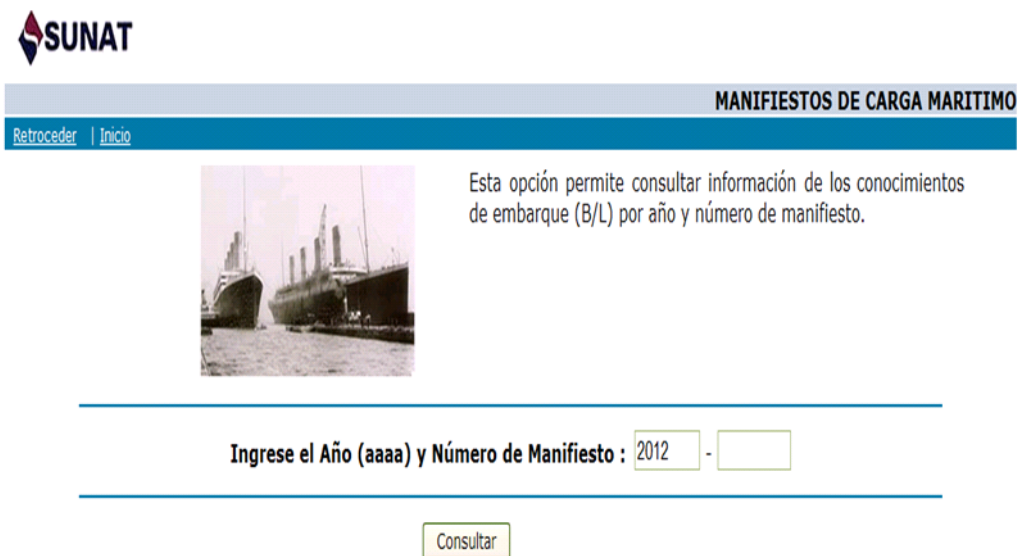 SUNAT
MANIFIESTOS DE CARGA MARITIMO
Retroceder | Inicio
Esta opción permite consultar información de los conocimientos
de embarque (B/L) por año y número de manifiesto.
Ingrese el Año (aaaa) y Número de Manifiesto : 2012 -
Consultar